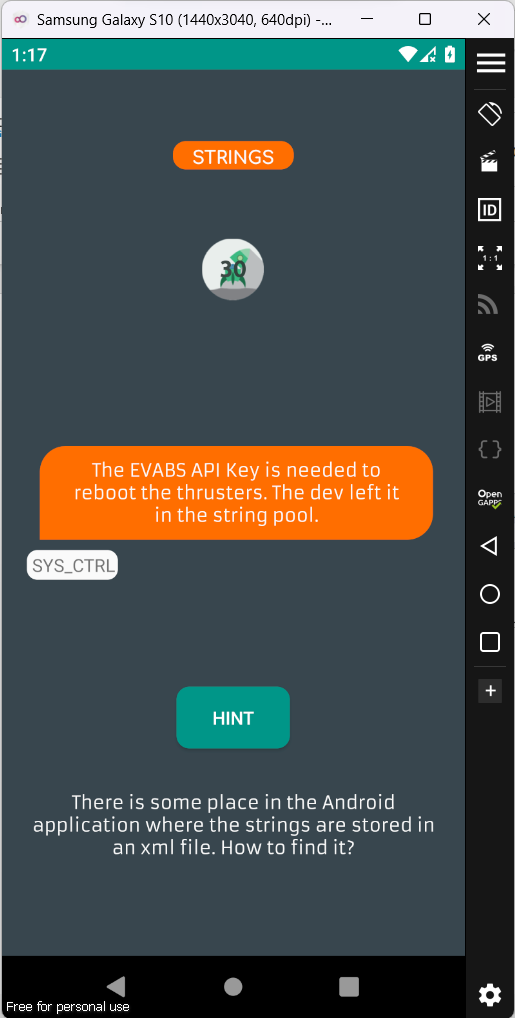 Samsung Galaxy S10 (1440x3040, 640dpi) -...
1:17
STRINGS
30
The EVABS API Key is needed to
reboot the thrusters. The dev left it
in the string pool.
SYS_CTRL
HINT
There is some place in the Android
application where the strings are stored in
an xml file. How to find it?
Free for personal use
ID
1:1
GPS
Open
GAPPS